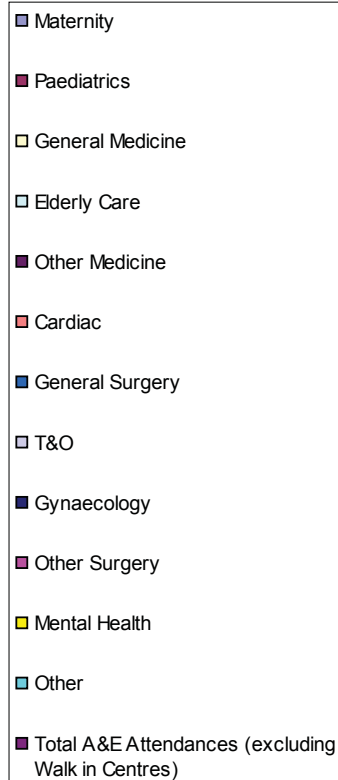 Maternity
Paediatrics
General Medicine
Elderly Care
Other Medicine
Cardiac
General Surgery
T&O
Gynaecology
Other Surgery
Mental Health
Other
Total A&E Attendances (excluding
Walk in Centres)